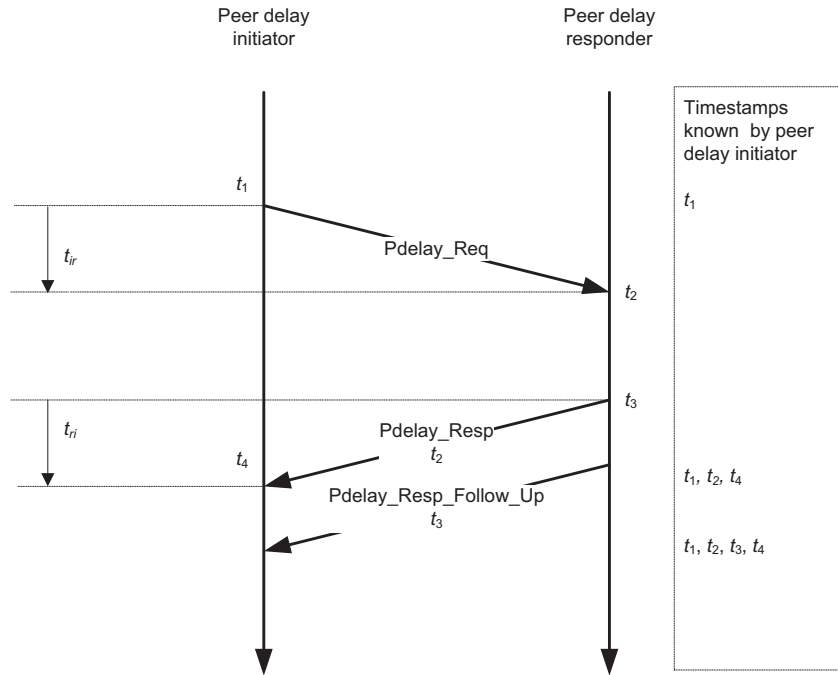 Peer delay
initiator
Peer delay
responder
Timestamps
known by peer
delay initiator
t1
t1
tir
Pdelay_Req
t2
t3
Pdelay_Resp
t2
tri
t4
t1, t2, t4
Pdelay_Resp_Follow_Up
t3
t1, t2, t3, t4